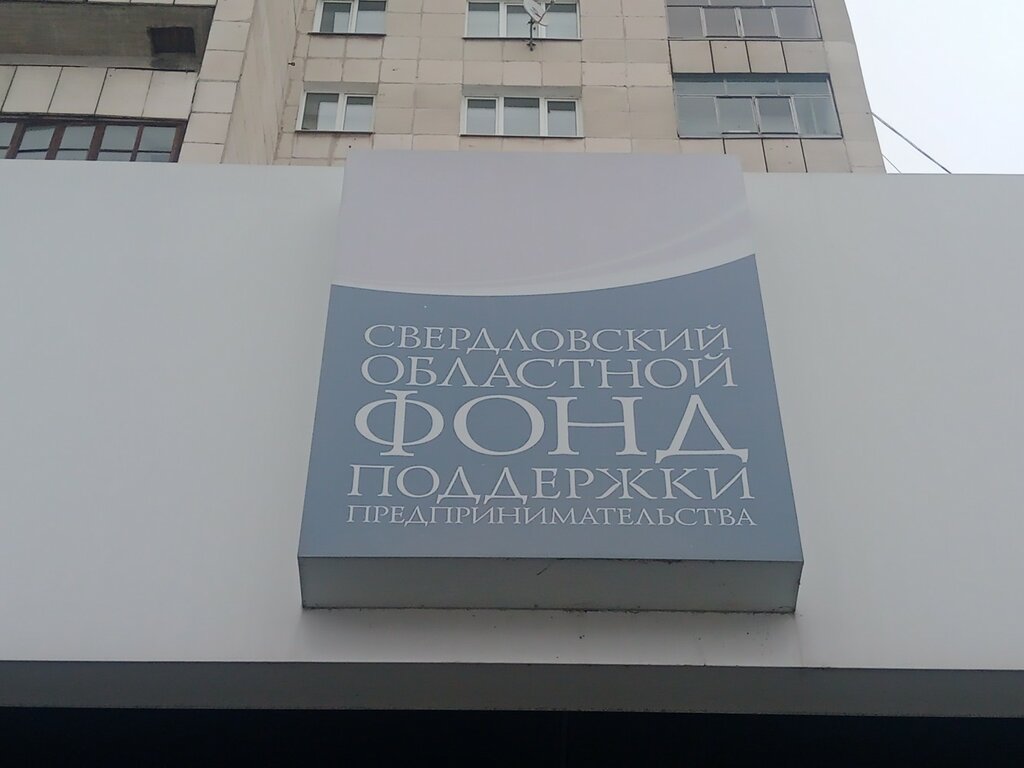 СВЕРДЛОВСКИЙ
ОБЛАСТНОЙ
ФОНД
ПОДДЕРЖКИ
ПРЕДПРИНИМАТЕЛЬСТВА